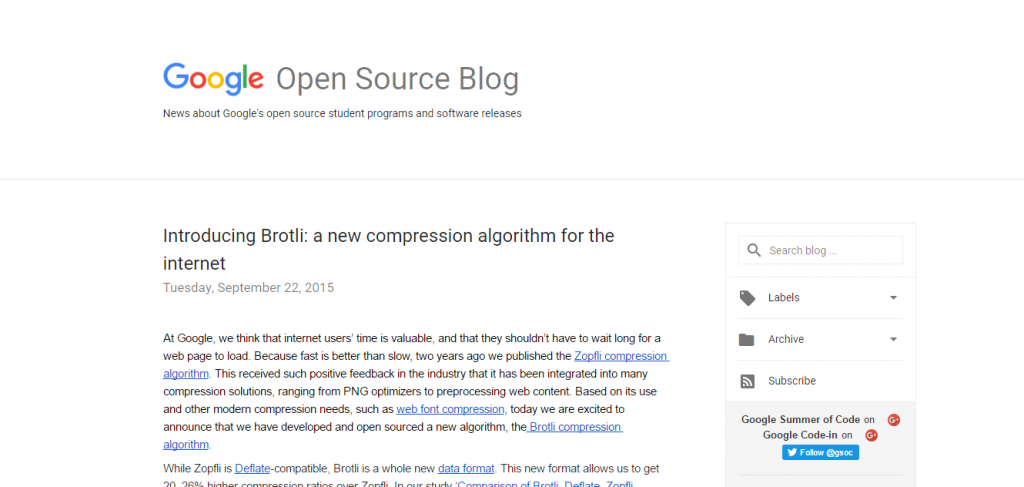 Google Open Source Blog
News about Google's open source student programs and software releases
Introducing Brotli: a new compression algorithm for the
internet
Tuesday, September 22, 2015
At Google, we think that internet users' time is valuable, and that they shouldn't have to wait long for a
web page to load. Because fast is better than slow, two years ago we published the Zopfli compression
algorithm. This received such positive feedback in the industry that it has been integrated into many
compression solutions, ranging from PNG optimizers to preprocessing web content. Based on its use
and other modern compression needs, such as web font compression, today we are excited to
announce that we have developed and open sourced a new algorithm, the Brotli compression
algorithm.
While Zopfli is Deflate-compatible, Brotli is a whole new data format. This new format allows us to get
20–26% higher compression ratios over Zopfli. In our study 'Comparison of Brotli, Deflate, Zopfli,
Search blog ...
Labels
Archive
Subscribe
Google Summer of Code on G+
Google Code-in on G+
Follow @gsoc